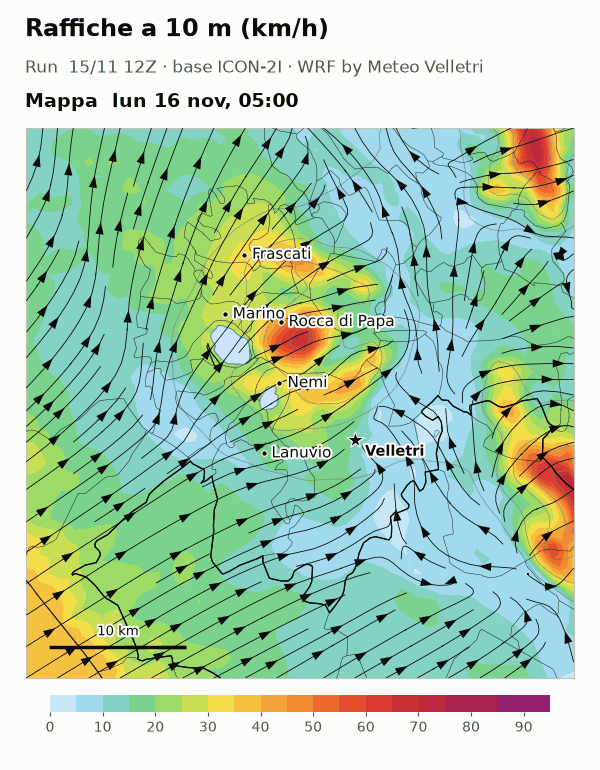 Raffiche a 10 m (km/h)
Run  15/11 12Z · base ICON-2I · WRF by Meteo Velletri
Mappa  lun 16 nov, 05:00
Frascati
Marino
Rocca di Papa
Nemi
Velletri
Lanuvio
10 km
0 10 20 30 40 50 60 70 80 90